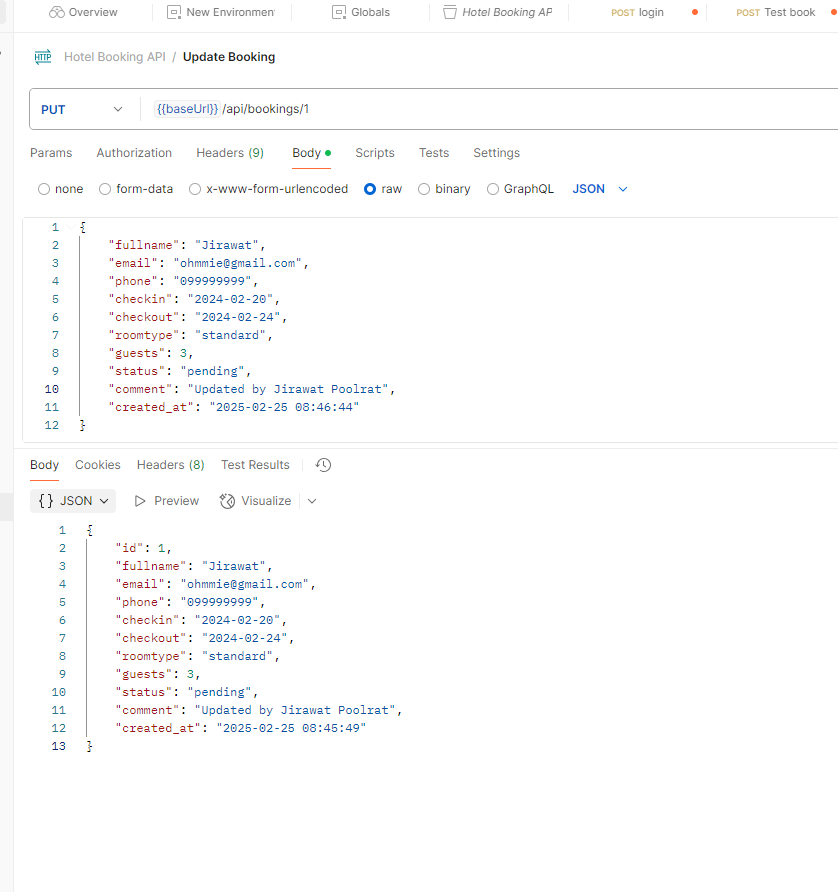 Overview New Environmen Globals Hotel Booking AP POST login POST Test book
HTTP Hotel Booking API / Update Booking
PUT {{baseUrl}} /api/bookings/1
Params Authorization Headers (9) Body Scripts Tests Settings
none form-data x-www-form-urlencoded raw binary GraphQL JSON
1 {
2 "fullname": "Jirawat",
3 "email": "ohmmie@gmail.com",
4 "phone": "099999999",
5 "checkin": "2024-02-20",
6 "checkout": "2024-02-24",
7 "roomtype": "standard",
8 "guests": 3,
9 "status": "pending",
10 "comment": "Updated by Jirawat Poolrat",
11 "created_at": "2025-02-25 08:46:44"
12 }
Body Cookies Headers (8) Test Results
{} JSON Preview Visualize
1 {
2 "id": 1,
3 "fullname": "Jirawat",
4 "email": "ohmmie@gmail.com",
5 "phone": "099999999",
6 "checkin": "2024-02-20",
7 "checkout": "2024-02-24",
8 "roomtype": "standard",
9 "guests": 3,
10 "status": "pending",
11 "comment": "Updated by Jirawat Poolrat",
12 "created_at": "2025-02-25 08:45:49"
13 }